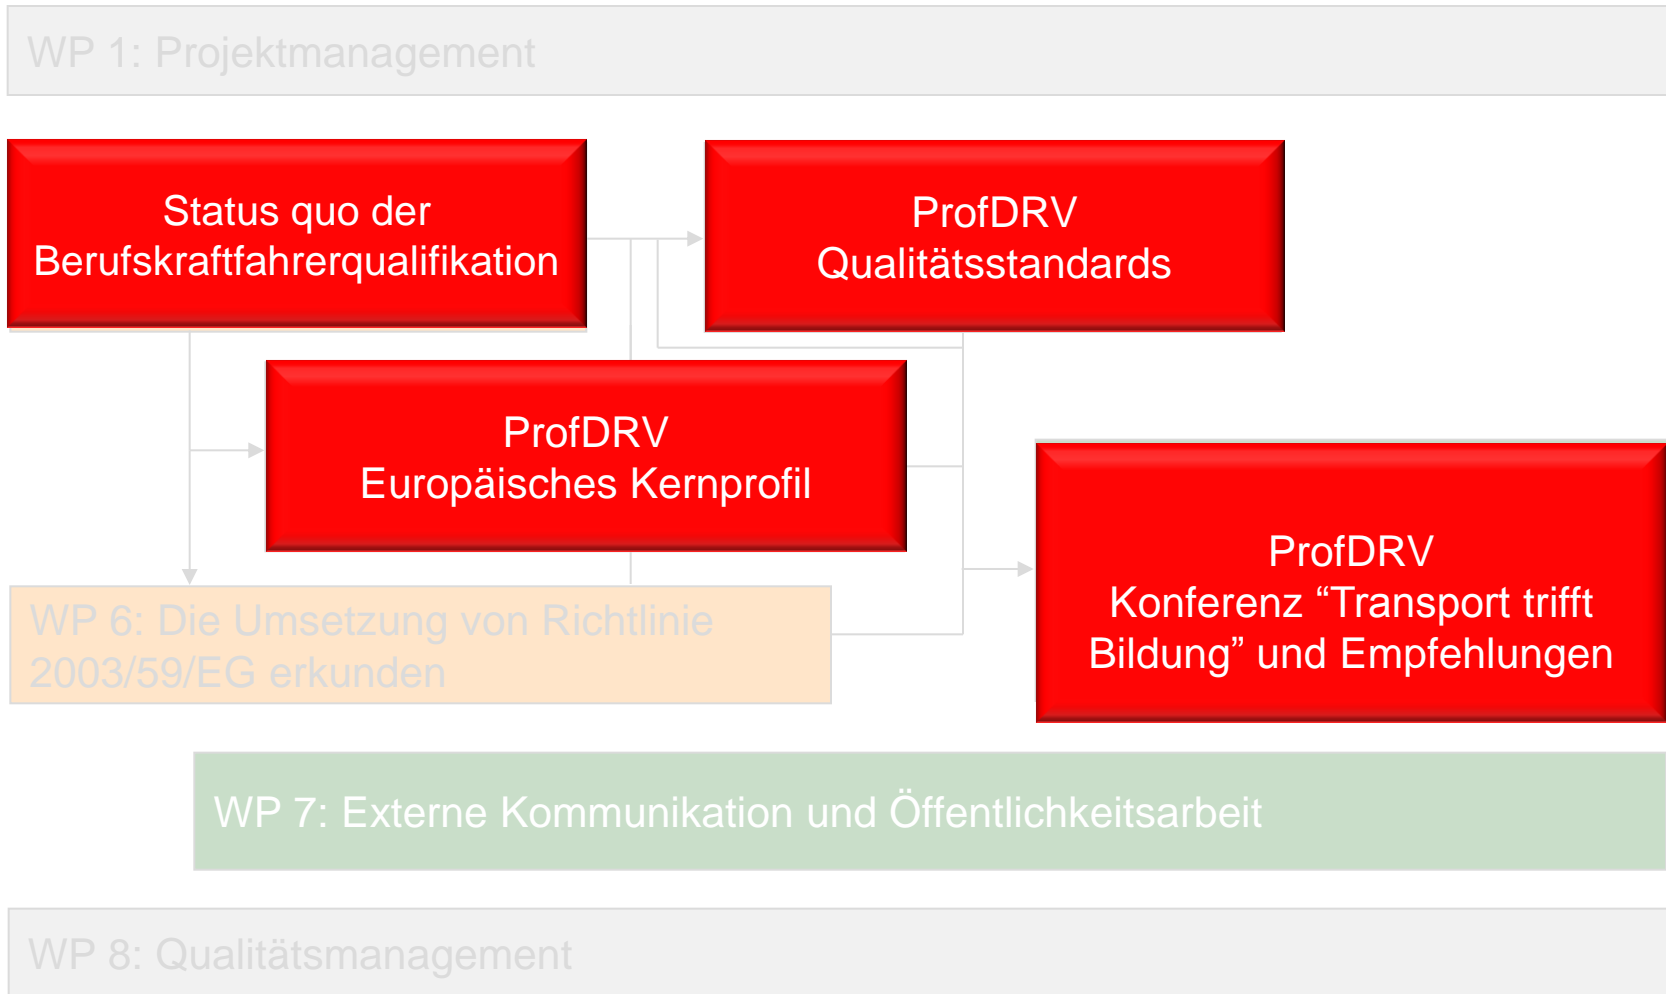 WP 1: Projektmanagement
Status quo der
Berufskraftfahrerqualifikation
ProfDRV
Qualitätsstandards
ProfDRV
Europäisches Kernprofil
ProfDRV
Konferenz “Transport trifft
Bildung” und Empfehlungen
WP 6: Die Umsetzung von Richtlinie
2003/59/EG erkunden
WP 7: Externe Kommunikation und Öffentlichkeitsarbeit
WP 8: Qualitätsmanagement